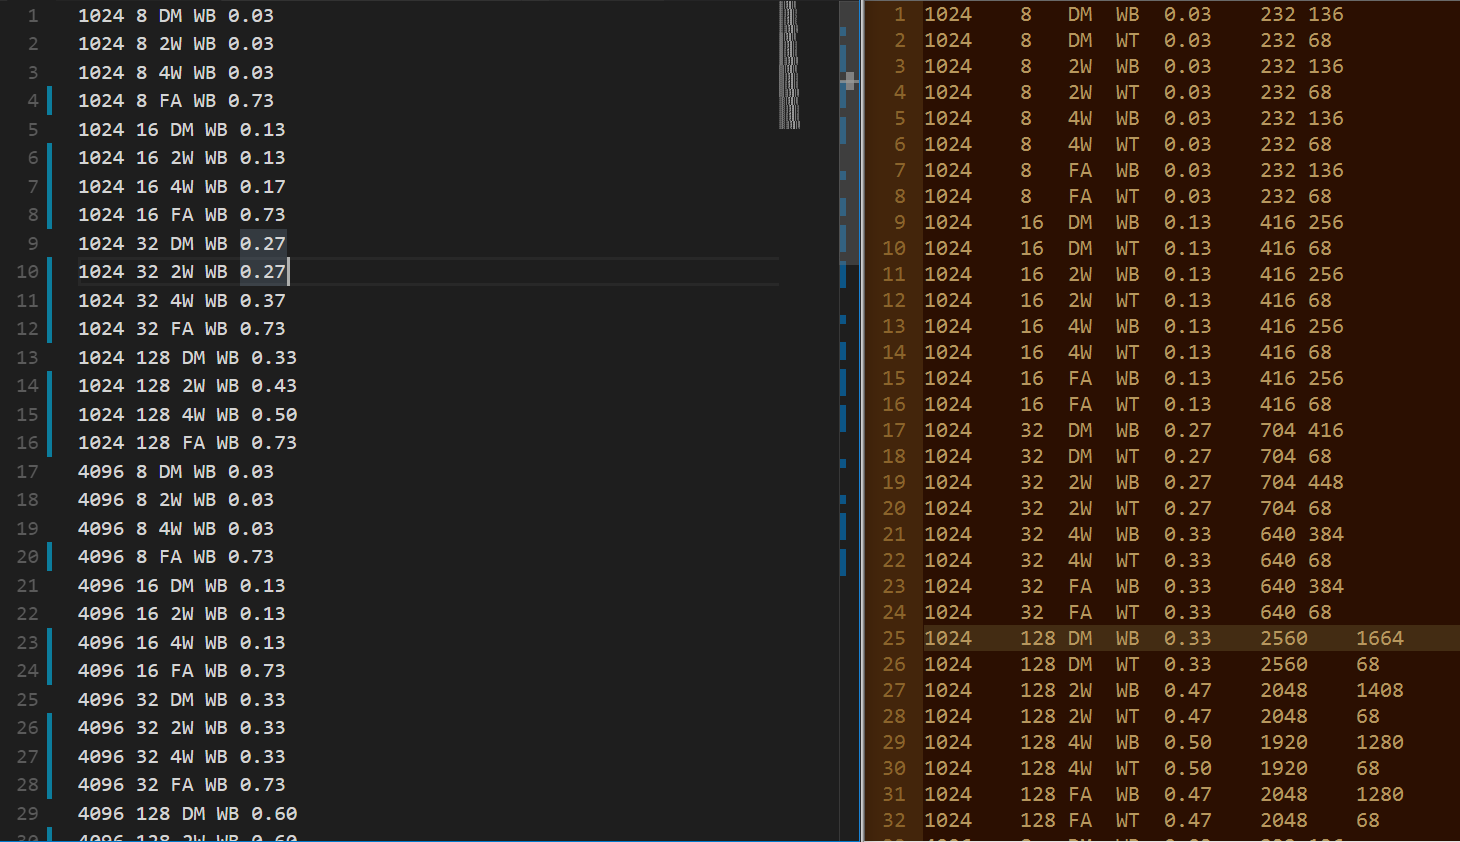 1 1024 8 DM WB 0.03
2 1024 8 2W WB 0.03
3 1024 8 4W WB 0.03
4 1024 8 FA WB 0.73
5 1024 16 DM WB 0.13
6 1024 16 2W WB 0.13
7 1024 16 4W WB 0.17
8 1024 16 FA WB 0.73
9 1024 32 DM WB 0.27
10 1024 32 2W WB 0.27
11 1024 32 4W WB 0.37
12 1024 32 FA WB 0.73
13 1024 128 DM WB 0.33
14 1024 128 2W WB 0.43
15 1024 128 4W WB 0.50
16 1024 128 FA WB 0.73
17 4096 8 DM WB 0.03
18 4096 8 2W WB 0.03
19 4096 8 4W WB 0.03
20 4096 8 FA WB 0.73
21 4096 16 DM WB 0.13
22 4096 16 2W WB 0.13
23 4096 16 4W WB 0.13
24 4096 16 FA WB 0.73
25 4096 32 DM WB 0.33
26 4096 32 2W WB 0.33
27 4096 32 4W WB 0.33
28 4096 32 FA WB 0.73
29 4096 128 DM WB 0.60
30 4096 128 2W WB 0.60
1 1024 8 DM WB 0.03 232 136
2 1024 8 DM WT 0.03 232 68
3 1024 8 2W WB 0.03 232 136
4 1024 8 2W WT 0.03 232 68
5 1024 8 4W WB 0.03 232 136
6 1024 8 4W WT 0.03 232 68
7 1024 8 FA WB 0.03 232 136
8 1024 8 FA WT 0.03 232 68
9 1024 16 DM WB 0.13 416 256
10 1024 16 DM WT 0.13 416 68
11 1024 16 2W WB 0.13 416 256
12 1024 16 2W WT 0.13 416 68
13 1024 16 4W WB 0.13 416 256
14 1024 16 4W WT 0.13 416 68
15 1024 16 FA WB 0.13 416 256
16 1024 16 FA WT 0.13 416 68
17 1024 32 DM WB 0.27 704 416
18 1024 32 DM WT 0.27 704 68
19 1024 32 2W WB 0.27 704 448
20 1024 32 2W WT 0.27 704 68
21 1024 32 4W WB 0.33 640 384
22 1024 32 4W WT 0.33 640 68
23 1024 32 FA WB 0.33 640 384
24 1024 32 FA WT 0.33 640 68
25 1024 128 DM WB 0.33 2560 1664
26 1024 128 DM WT 0.33 2560 68
27 1024 128 2W WB 0.47 2048 1408
28 1024 128 2W WT 0.47 2048 68
29 1024 128 4W WB 0.50 1920 1280
30 1024 128 4W WT 0.50 1920 68
31 1024 128 FA WB 0.47 2048 1280
32 1024 128 FA WT 0.47 2048 68